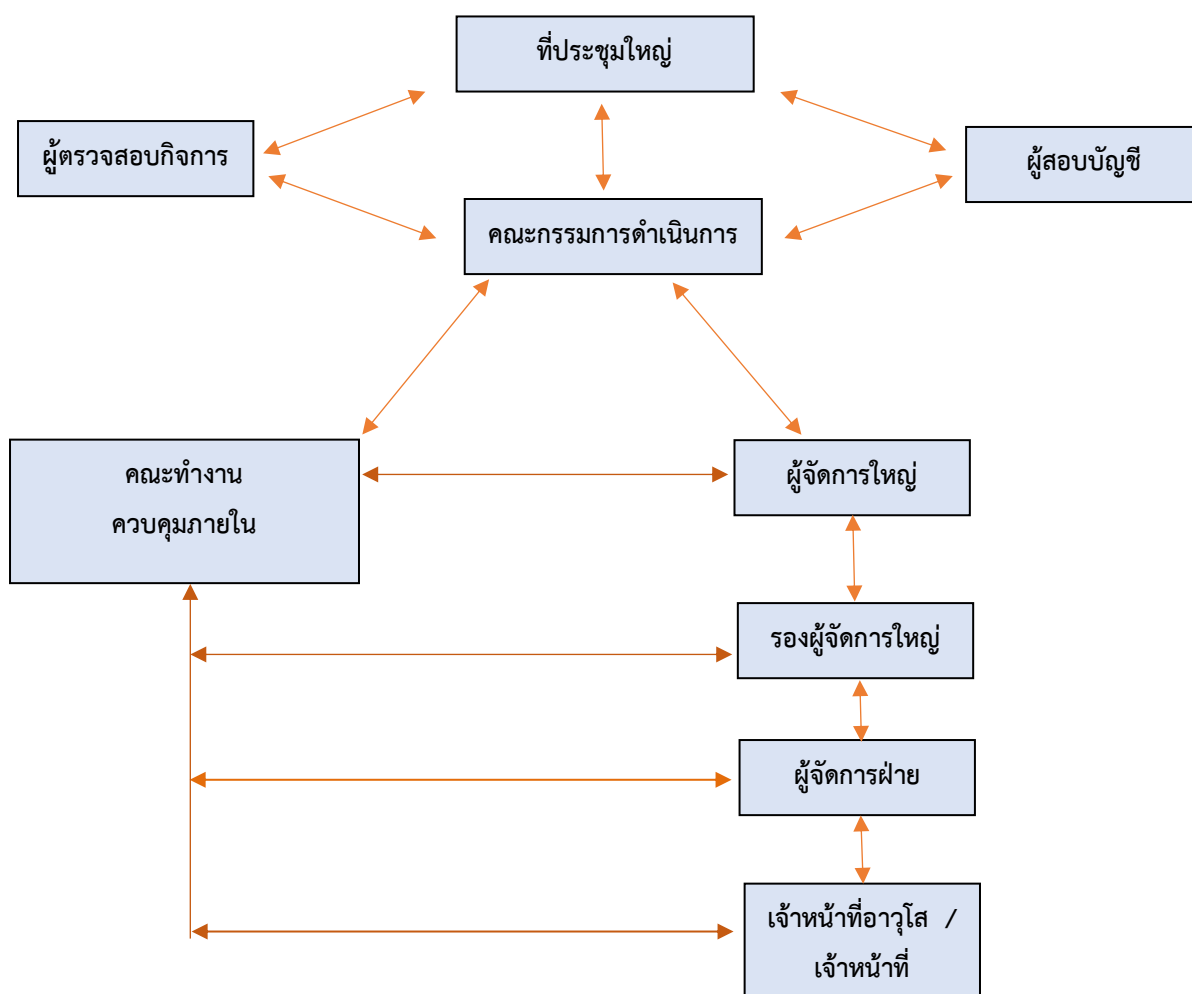 ที่ประชุมใหญ่
ผู้ตรวจสอบกิจการ
ผู้สอบบัญชี
คณะกรรมการดำเนินการ
คณะทำงาน
ควบคุมภายใน
ผู้จัดการใหญ่
รองผู้จัดการใหญ่
ผู้จัดการฝ่าย
เจ้าหน้าที่อาวุโส /
เจ้าหน้าที่